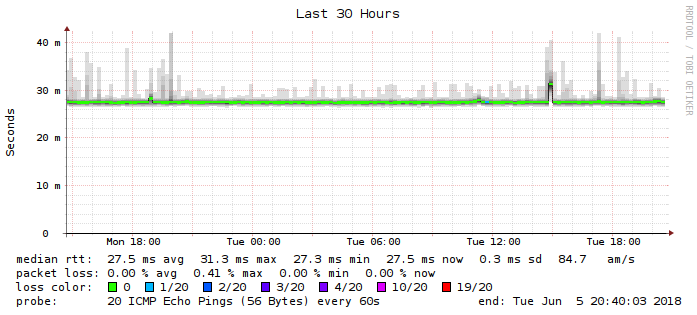 Last 30 Hours
RRDTOOL / TOBI OETIKER
Seconds
40 m
30 m
20 m
10 m
0
Mon 18:00 Tue 00:00 Tue 06:00 Tue 12:00 Tue 18:00
median rtt: 27.5 ms avg 31.3 ms max 27.3 ms min 27.5 ms now 0.3 ms sd 84.7 am/s
packet loss: 0.00 % avg 0.41 % max 0.00 % min 0.00 % now
loss color: 0 1/20 2/20 3/20 4/20 10/20 19/20
probe: 20 ICMP Echo Pings (56 Bytes) every 60s end: Tue Jun 5 20:40:03 2018